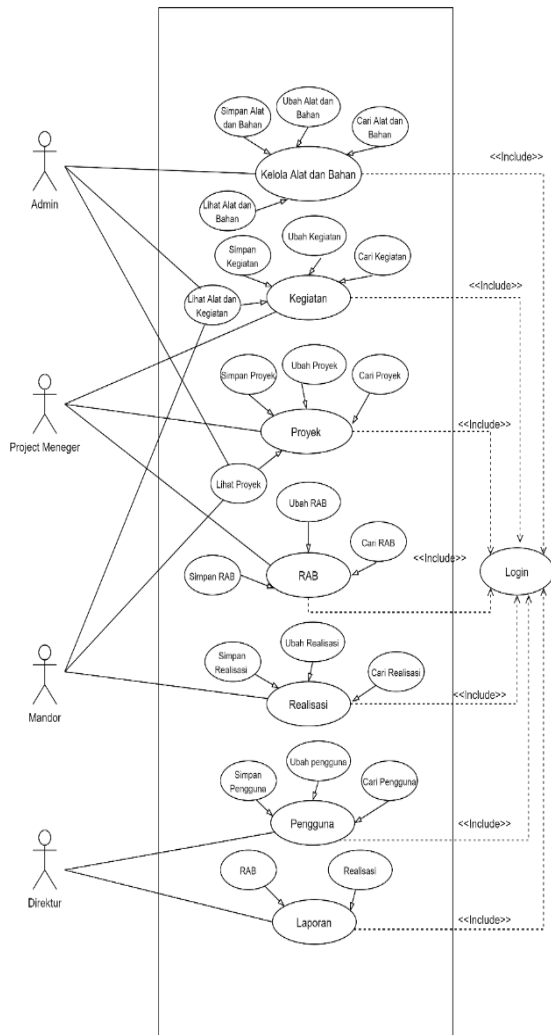 Simpan Alat
dan Bahan
Ubah Alat dan
Bahan
Cari Alat dan
Bahan
Kelola Alat dan Bahan
<<Include>>
Admin
Lihat Alat dan
Bahan
Simpan
Kegiatan
Ubah Kegiatan
Cari Kegiatan
Lihat Alat dan
Kegiatan
Kegiatan
<<Include>>
Simpan Proyek
Ubah Proyek
Cari Proyek
Project Meneger
Proyek
<<Include>>
Lihat Proyek
Ubah RAB
Cari RAB
<<Include>>
Simpan RAB
RAB
Login
Simpan
Realisasi
Ubah Realisasi
Cari Realisasi
Mandor
Realisasi
<<Include>>
Simpan
Pengguna
Ubah pengguna
Cari Pengguna
Pengguna
<<Include>>
RAB
Realisasi
Direktur
Laporan
<<Include>>